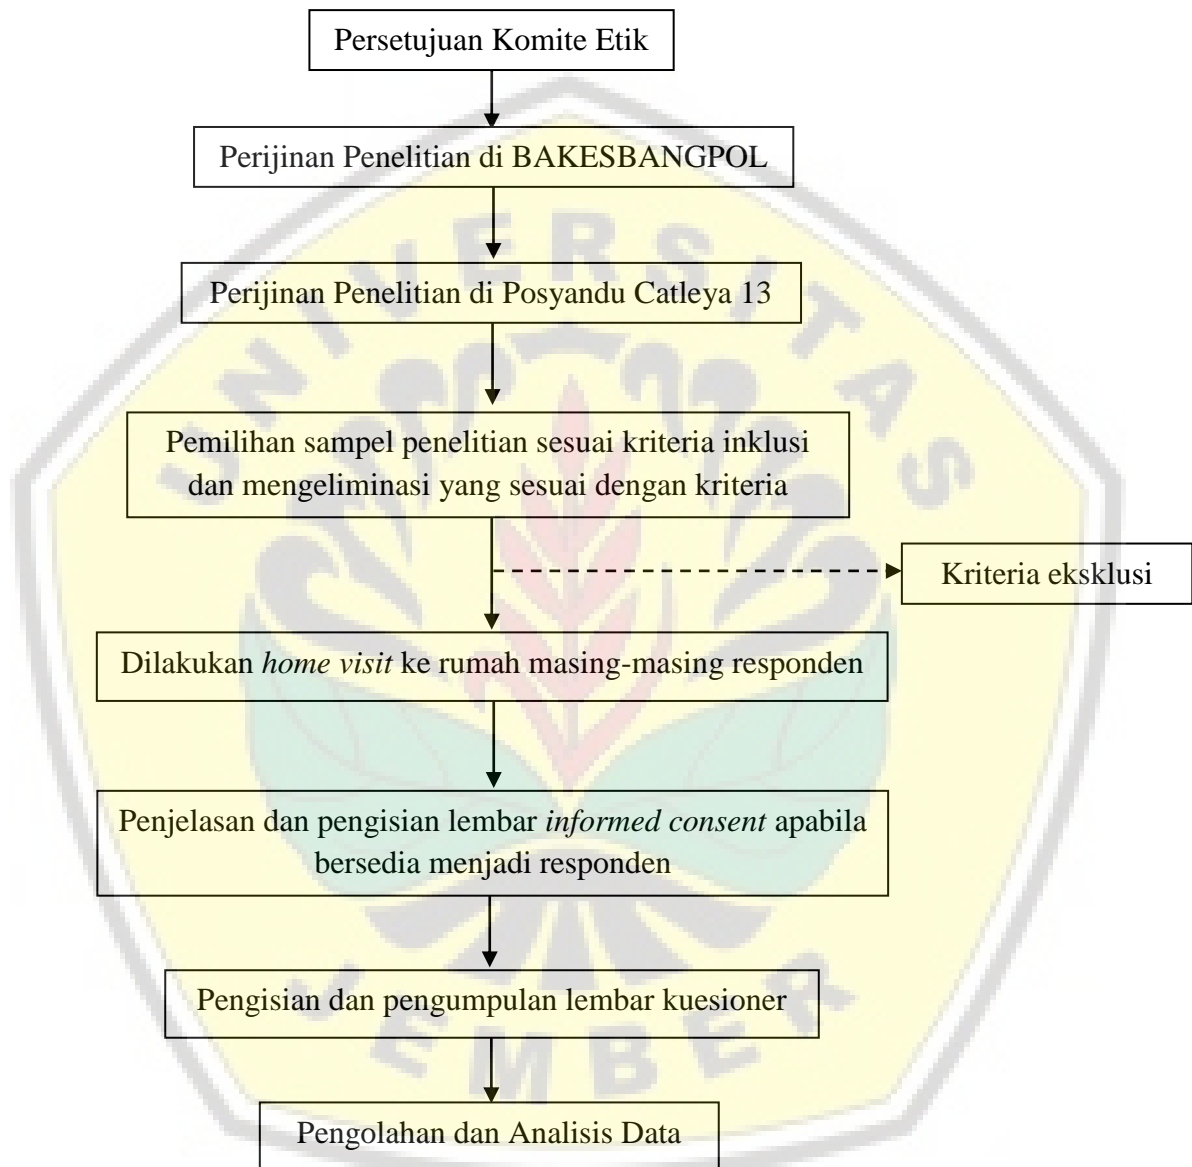 Persetujuan Komite Etik
Perijinan Penelitian di BAKESBANGPOL
Perijinan Penelitian di Posyandu Catleya 13
Pemilihan sampel penelitian sesuai kriteria inklusi
dan mengeliminasi yang sesuai dengan kriteria
Kriteria eksklusi
Dilakukan home visit ke rumah masing-masing responden
Penjelasan dan pengisian lembar informed consent apabila
bersedia menjadi responden
Pengisian dan pengumpulan lembar kuesioner
Pengolahan dan Analisis Data
UNIVERSITAS
JEMBER